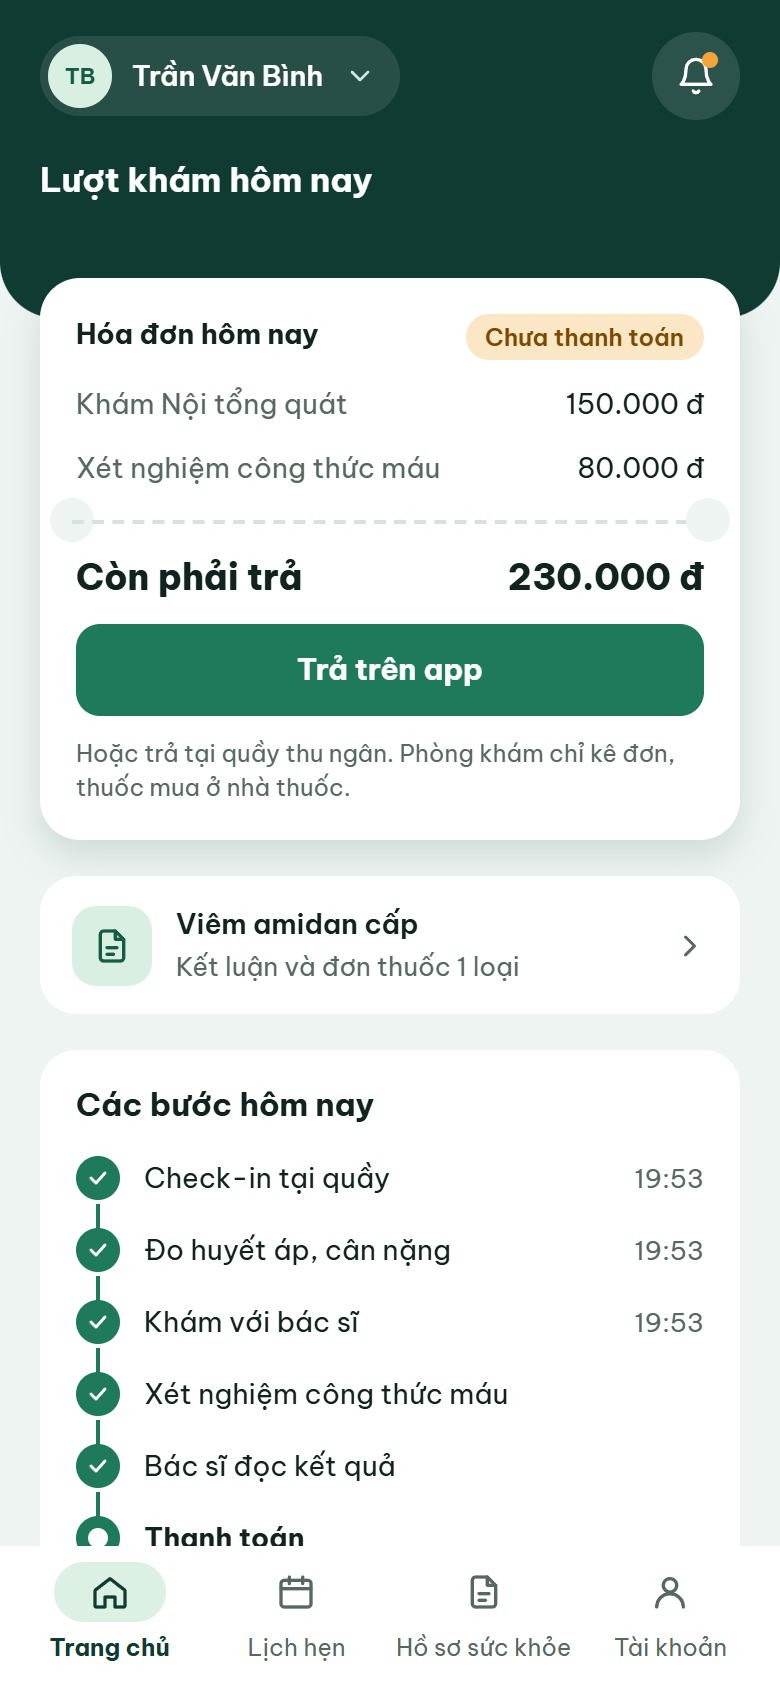 TB
Trần Văn Bình
Lượt khám hôm nay
Hóa đơn hôm nay
Chưa thanh toán
Khám Nội tổng quát
150.000 đ
Xét nghiệm công thức máu
80.000 đ
Còn phải trả
230.000 đ
Trả trên app
Hoặc trả tại quầy thu ngân. Phòng khám chỉ kê đơn,
thuốc mua ở nhà thuốc.
Viêm amidan cấp
Kết luận và đơn thuốc 1 loại
Các bước hôm nay
Check-in tại quầy
19:53
Đo huyết áp, cân nặng
19:53
Khám với bác sĩ
19:53
Xét nghiệm công thức máu
Bác sĩ đọc kết quả
Thanh toán
Trang chủ
Lịch hẹn
Hồ sơ sức khỏe
Tài khoản